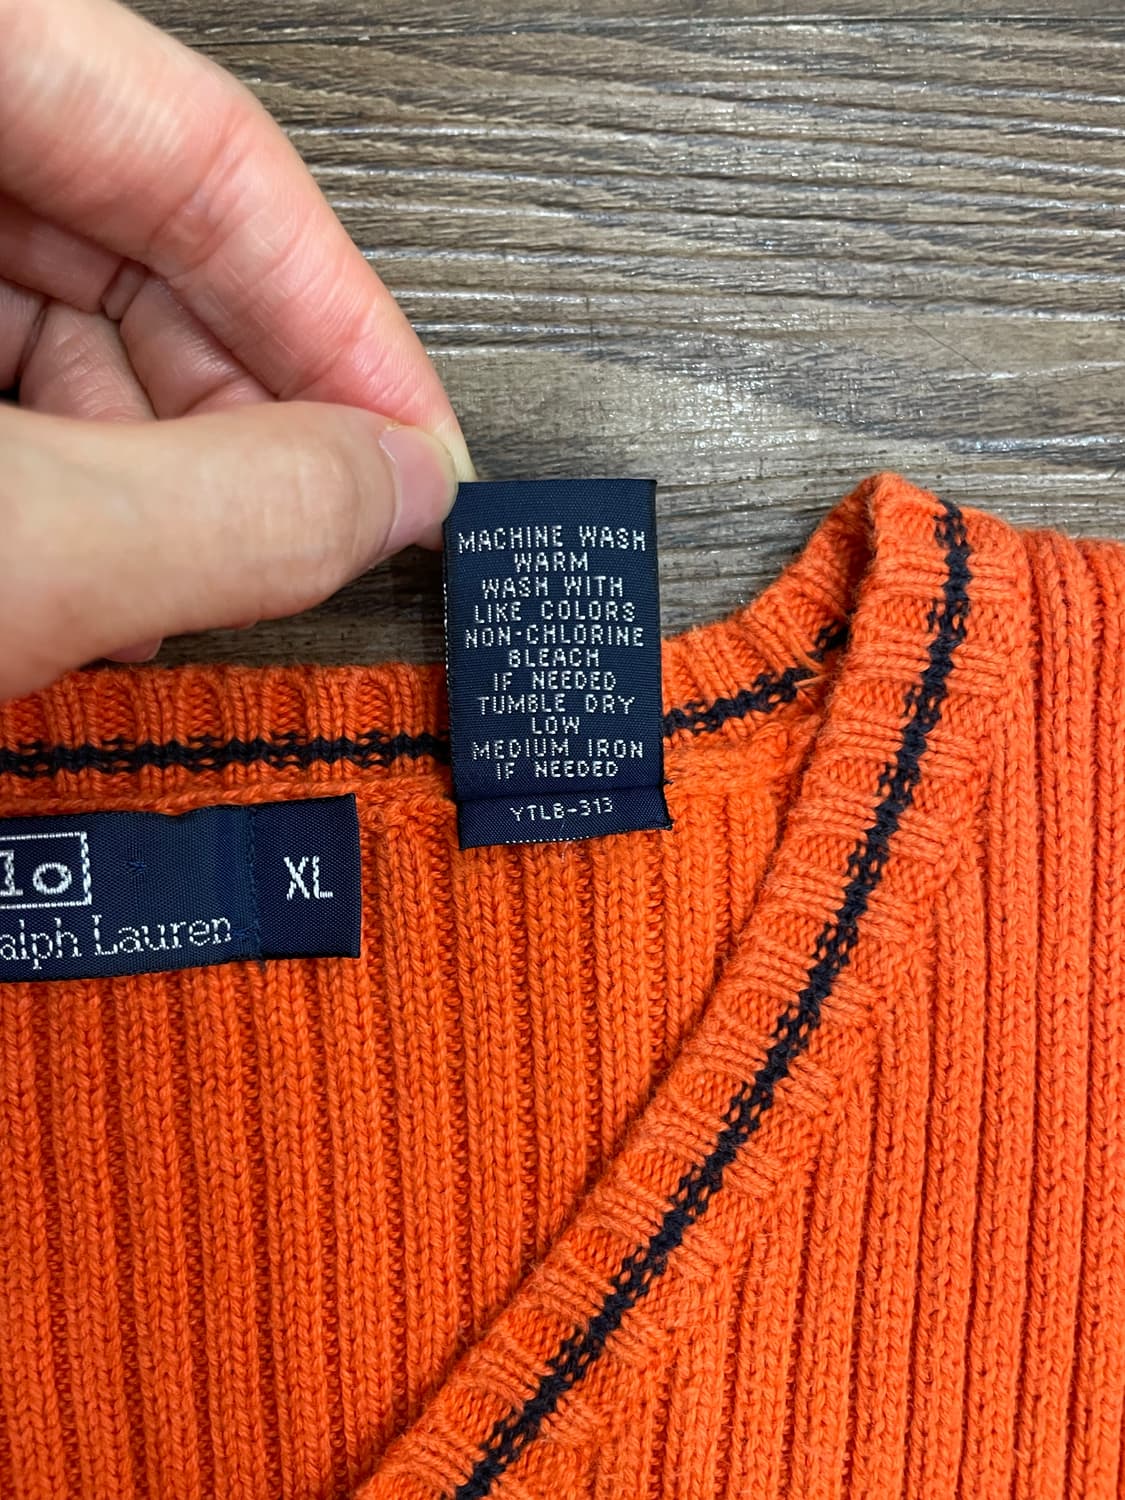 MACHINE WASH
WARM
WASH WITH
LIKE COLORS
NON-CHLORINE
BLEACH
IF NEEDED
TUMBLE DRY
LOW
MEDIUM IRON
IF NEEDED
YTLB-313
lo
XL
alph Lauren